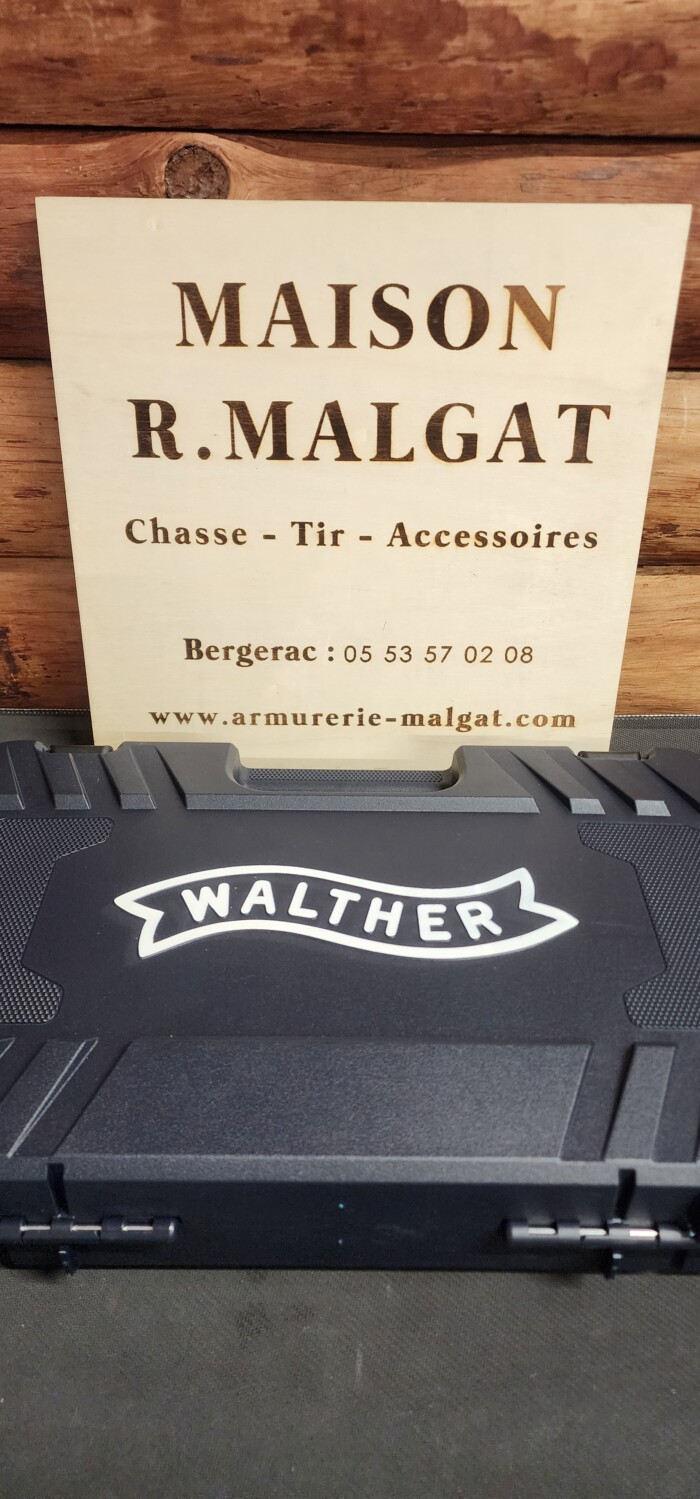 MAISON
R.MALGAT
Chasse - Tir - Accessoires
Bergerac : 05 53 57 02 08
www.armurerie-malgat.com
WALTHER